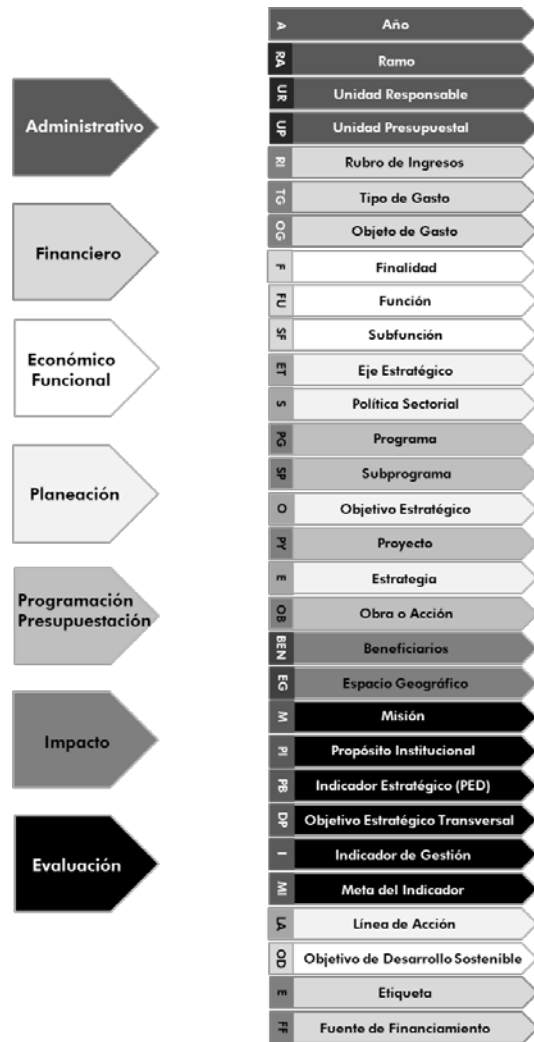 Administrativo
Financiero
Económico
Funcional
Planeación
Programación
Presupuestación
Impacto
Evaluación
A Año
RA Ramo
UR Unidad Responsable
UP Unidad Presupuestal
RI Rubro de Ingresos
TG Tipo de Gasto
OG Objeto de Gasto
F Finalidad
FU Función
SF Subfunción
ET Eje Estratégico
S Política Sectorial
PG Programa
SP Subprograma
O Objetivo Estratégico
PY Proyecto
E Estrategia
OB Obra o Acción
BEN Beneficiarios
EG Espacio Geográfico
M Misión
PI Propósito Institucional
PB Indicador Estratégico (PED)
DP Objetivo Estratégico Transversal
I Indicador de Gestión
MI Meta del Indicador
LA Línea de Acción
OD Objetivo de Desarrollo Sostenible
E Etiqueta
FF Fuente de Financiamiento